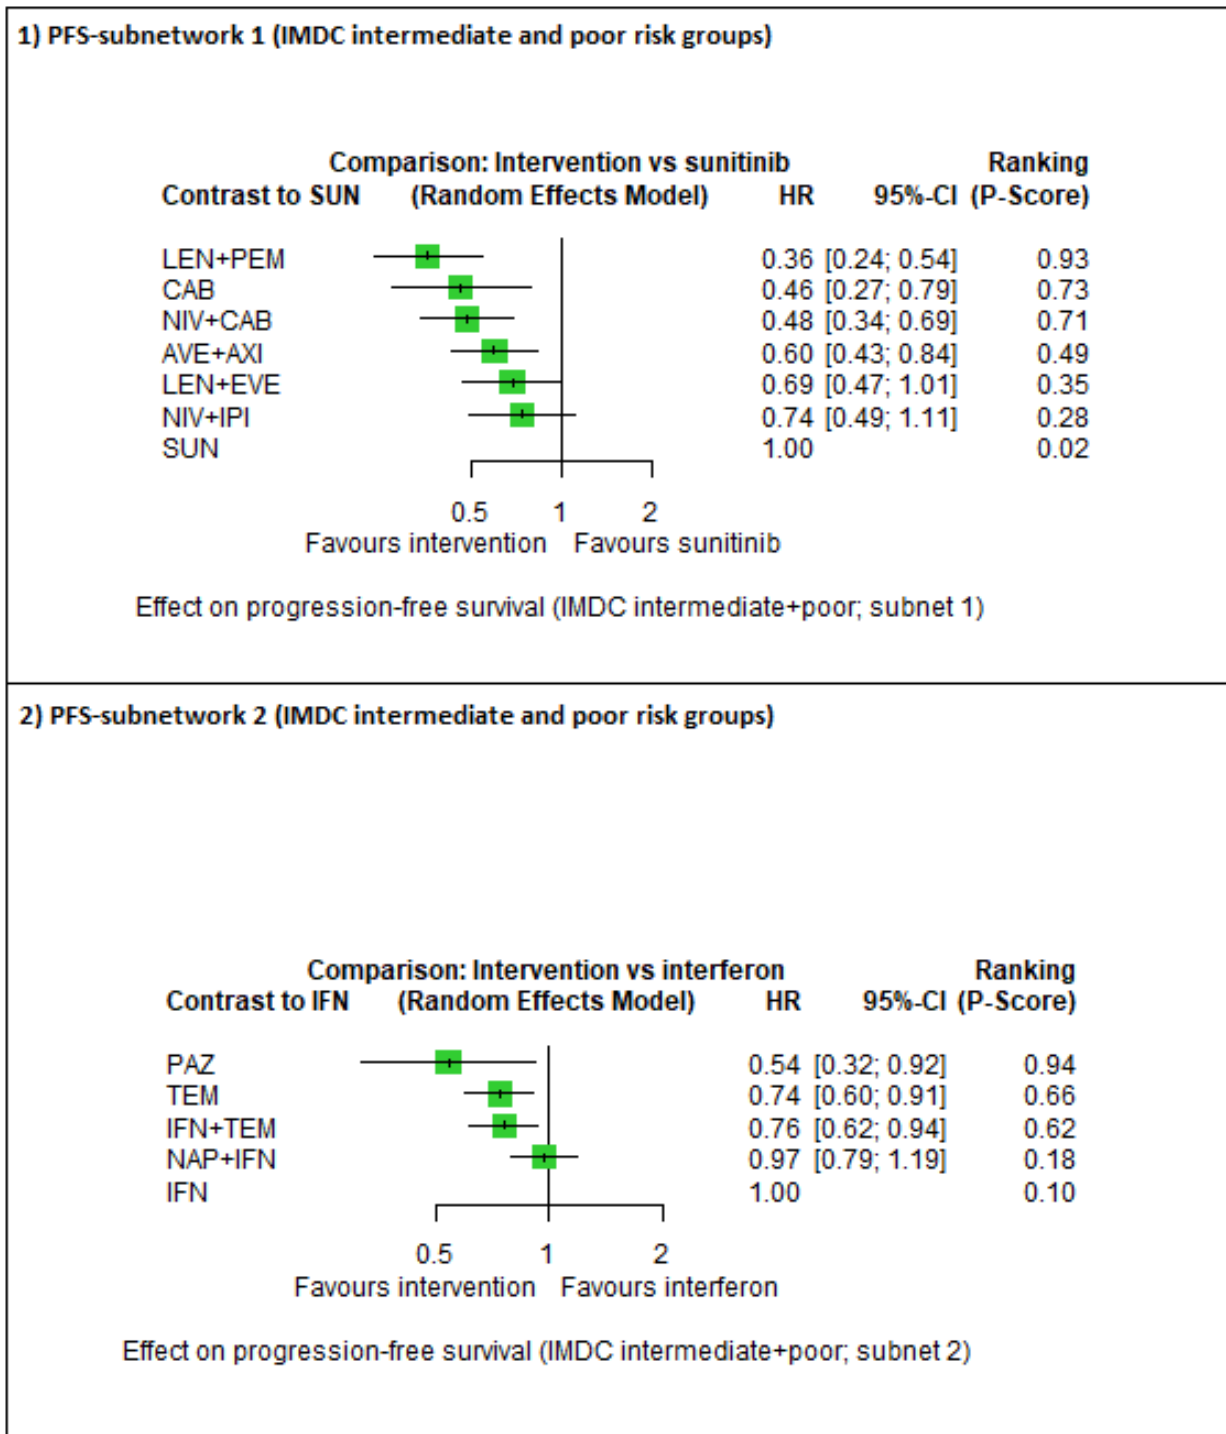 1) PFS-subnetwork 1 (IMDC intermediate and poor risk groups)
Comparison: Intervention vs sunitinib Ranking
Contrast to SUN (Random Effects Model) HR 95%-CI (P-Score)
LEN+PEM 0.36 [0.24; 0.54] 0.93
CAB 0.46 [0.27; 0.79] 0.73
NIV+CAB 0.48 [0.34; 0.69] 0.71
AVE+AXI 0.60 [0.43; 0.84] 0.49
LEN+EVE 0.69 [0.47; 1.01] 0.35
NIV+IPI 0.74 [0.49; 1.11] 0.28
SUN 1.00 0.02
0.5 1 2
Favours intervention Favours sunitinib
Effect on progression-free survival (IMDC intermediate+poor; subnet 1)
2) PFS-subnetwork 2 (IMDC intermediate and poor risk groups)
Comparison: Intervention vs interferon Ranking
Contrast to IFN (Random Effects Model) HR 95%-CI (P-Score)
PAZ 0.54 [0.32; 0.92] 0.94
TEM 0.74 [0.60; 0.91] 0.66
IFN+TEM 0.76 [0.62; 0.94] 0.62
NAP+IFN 0.97 [0.79; 1.19] 0.18
IFN 1.00 0.10
0.5 1 2
Favours intervention Favours interferon
Effect on progression-free survival (IMDC intermediate+poor; subnet 2)